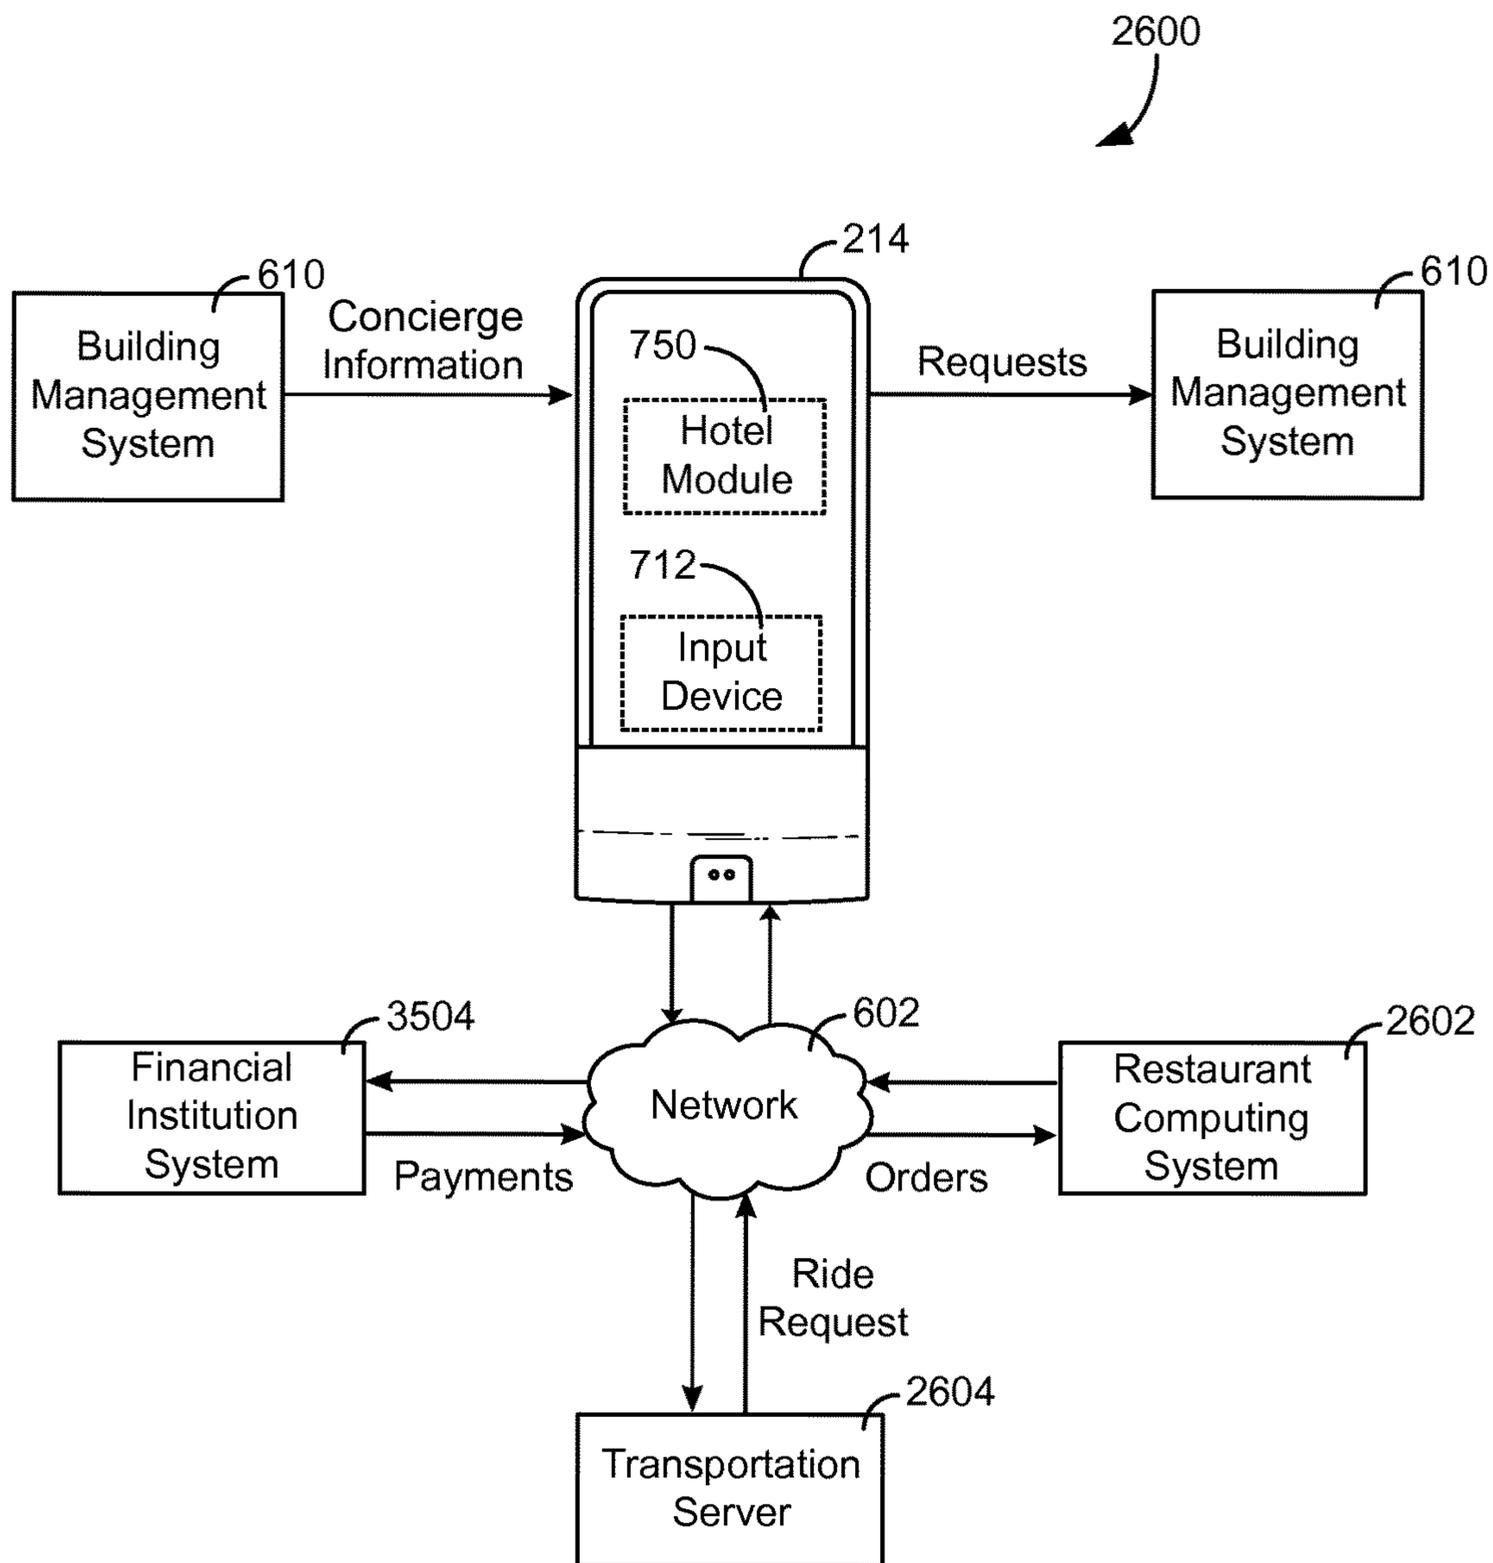 2600
214
610
Building
Management
System
Concierge
Information
750
Hotel
Module
712
Input
Device
Requests
610
Building
Management
System
3504
Financial
Institution
System
Payments
602
Network
Orders
2602
Restaurant
Computing
System
Ride
Request
2604
Transportation
Server